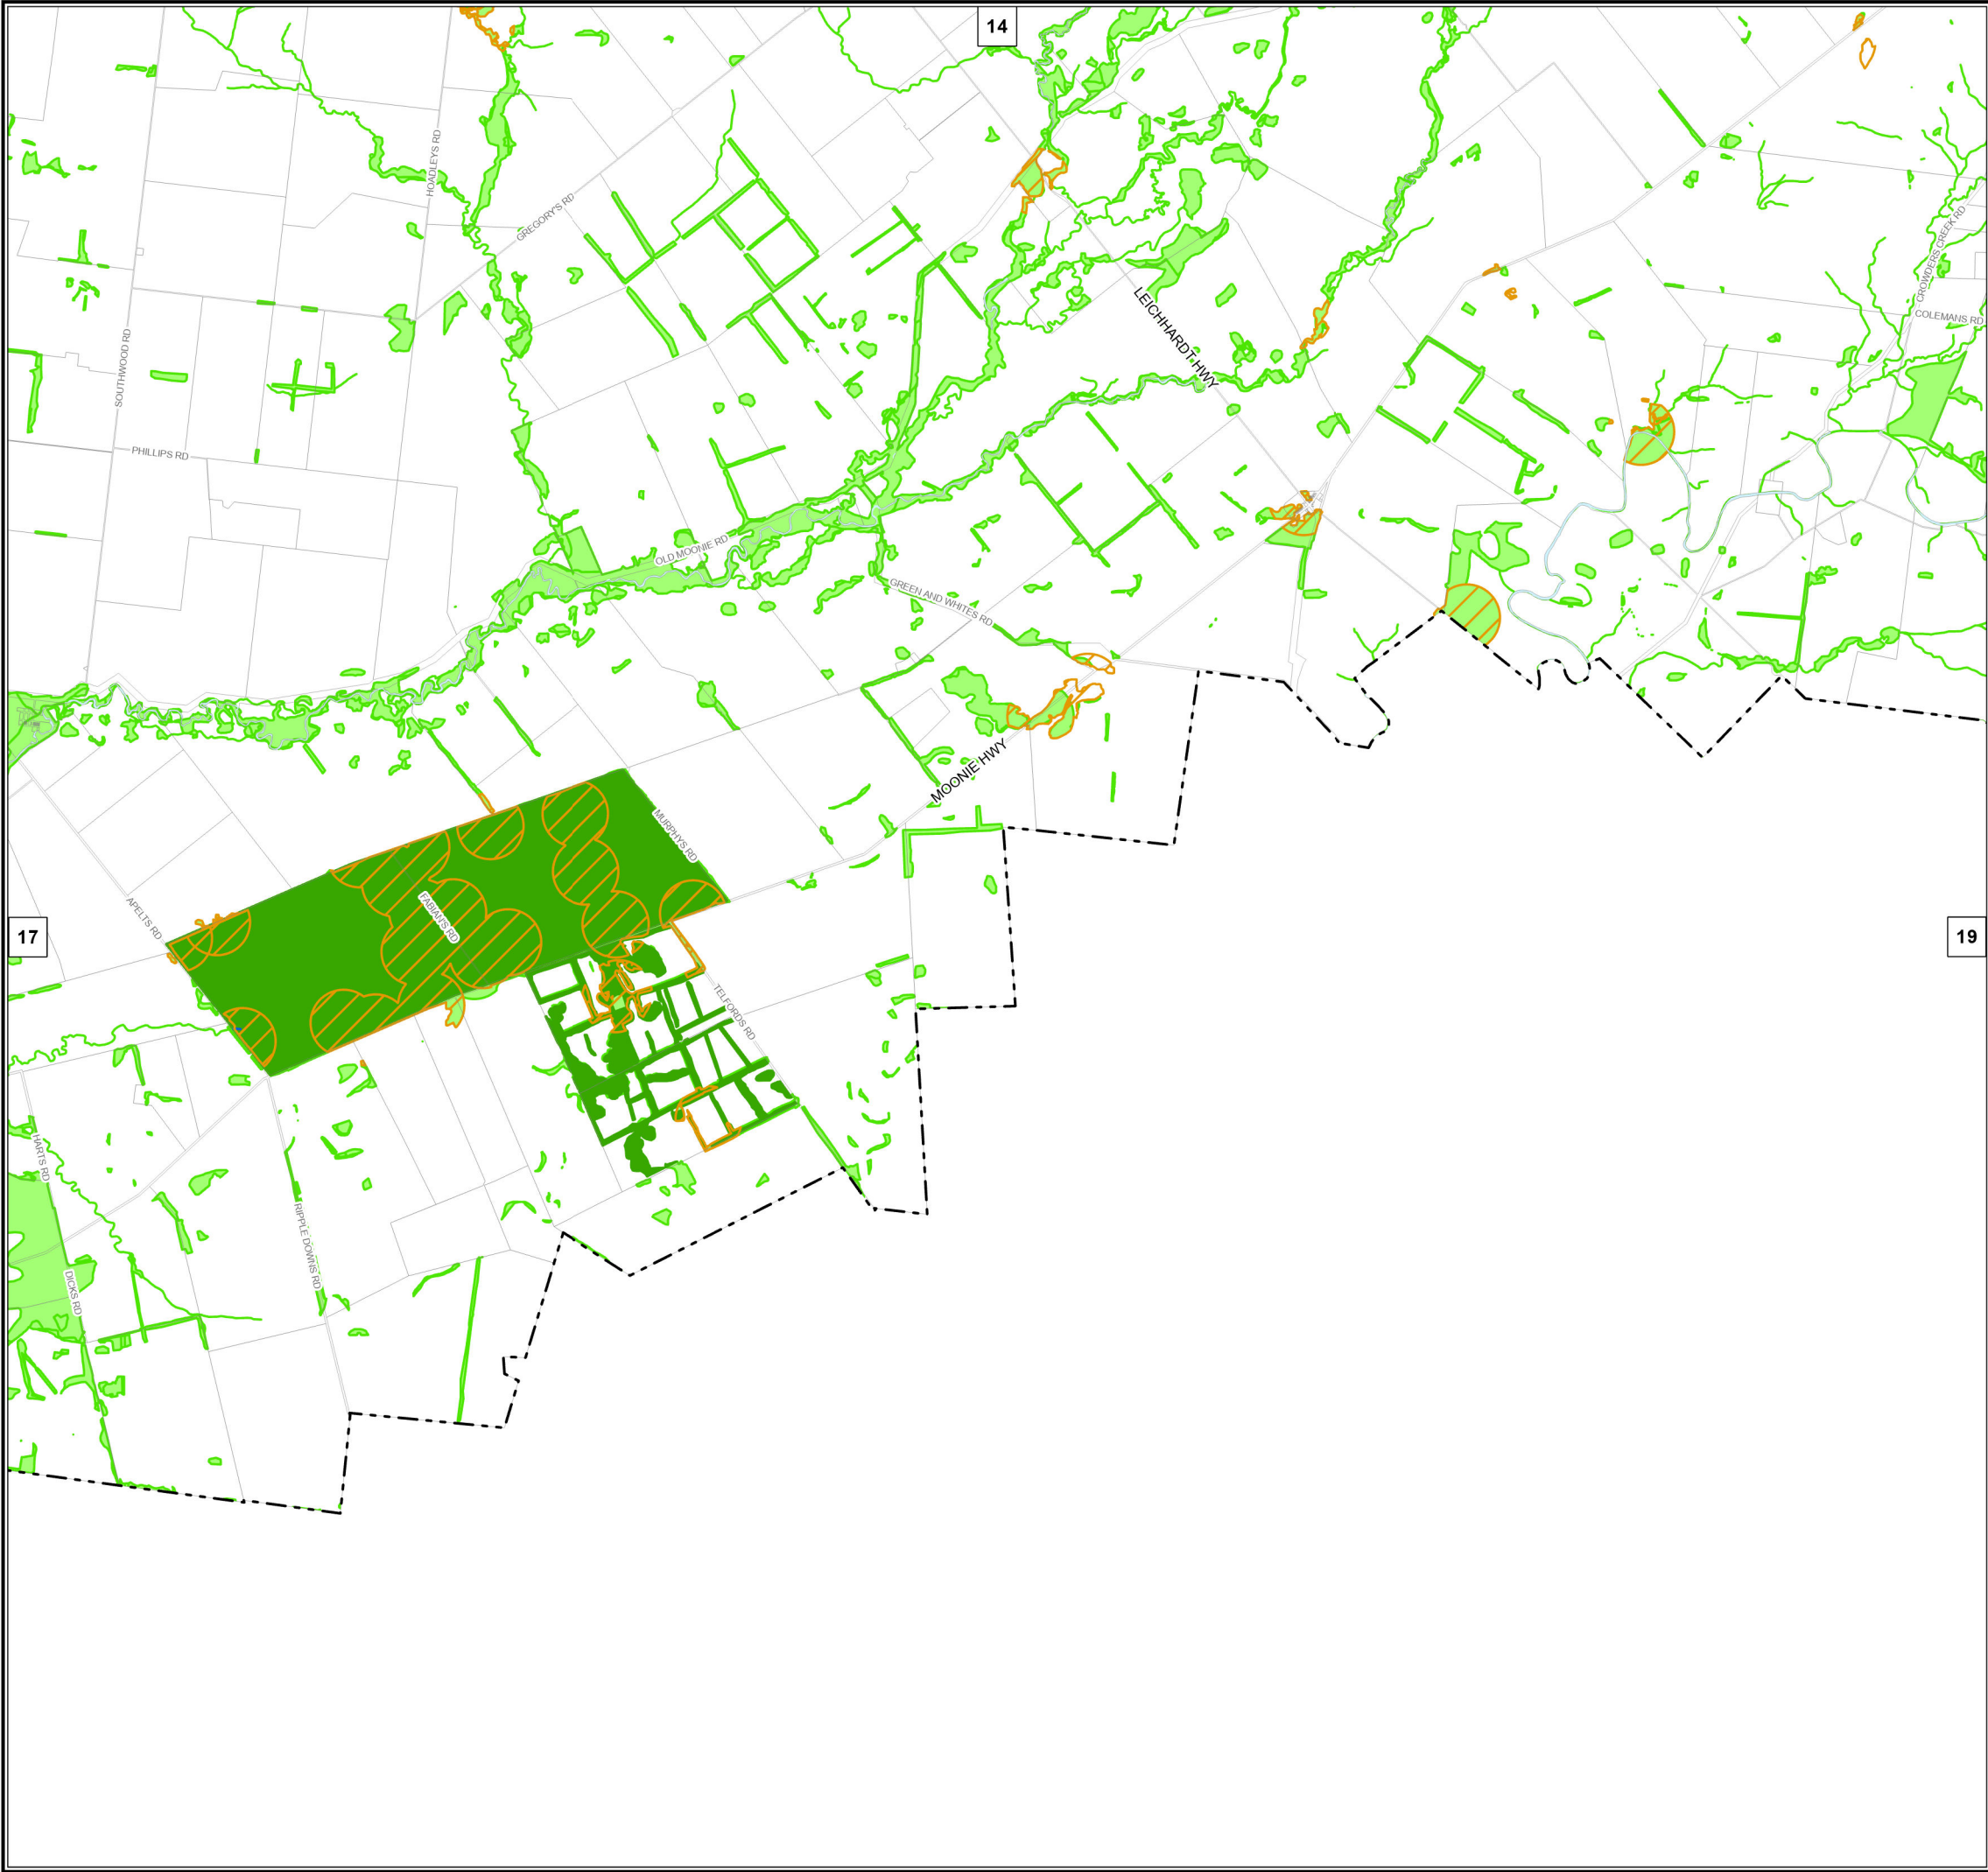 14
HOADLEYS RD
GREGORY'S RD
CROWDERS CREEK RD
LEICHHARDT HWY
COLEMANS RD
SOUTHWOOD RD
PHILLIPS RD
OLD MOONIE RD
GREEN AND WHITES RD
MOONIE HWY
MURPHYS RD
APELTS RD
FABIAN'S RD
17
19
TELFORDS RD
HARTS RD
RIPPLE DOWNS RD
DICKS RD